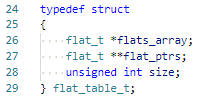 24 typedef struct
25 {
26     flat_t *flats_array;
27     flat_t **flat_ptrs;
28     unsigned int size;
29 } flat_table_t;